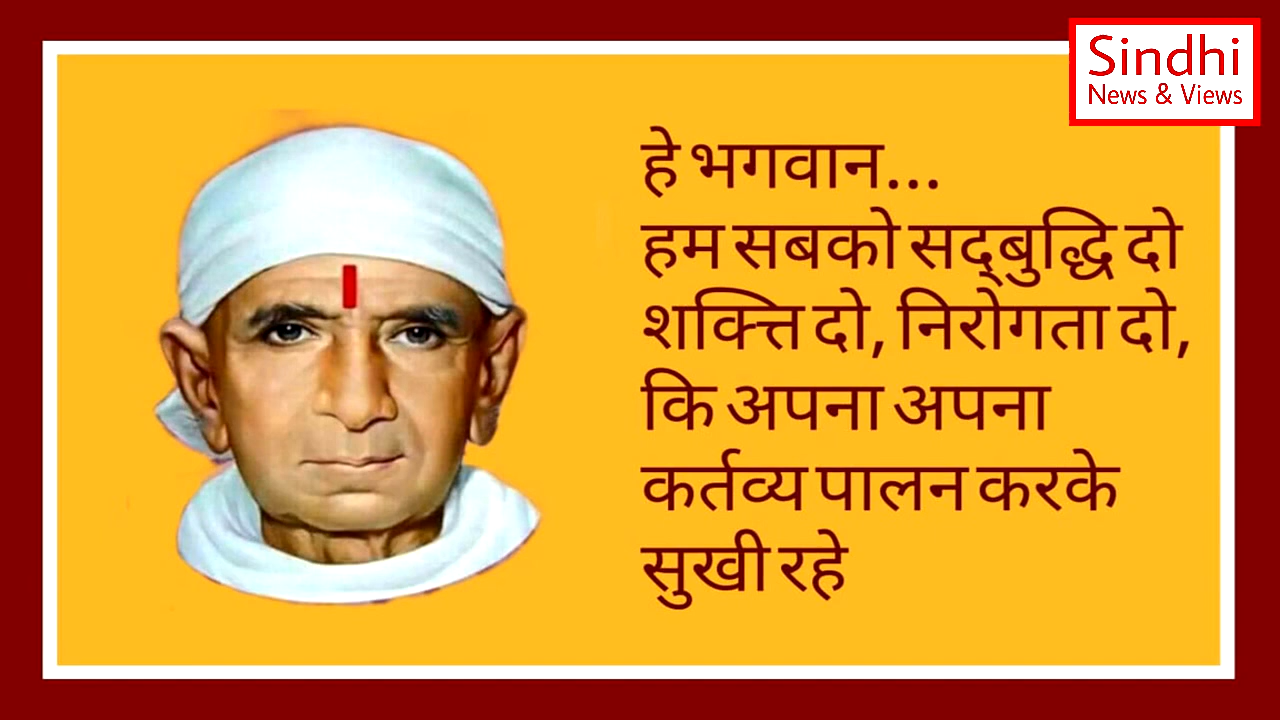 Sindhi
News & Views
हे भगवान...
हम सबको सद्‌बुद्धि दो
शक्त्ति दो, निरोगता दो,
कि अपना अपना
कर्तव्य पालन करके
सुखी रहे